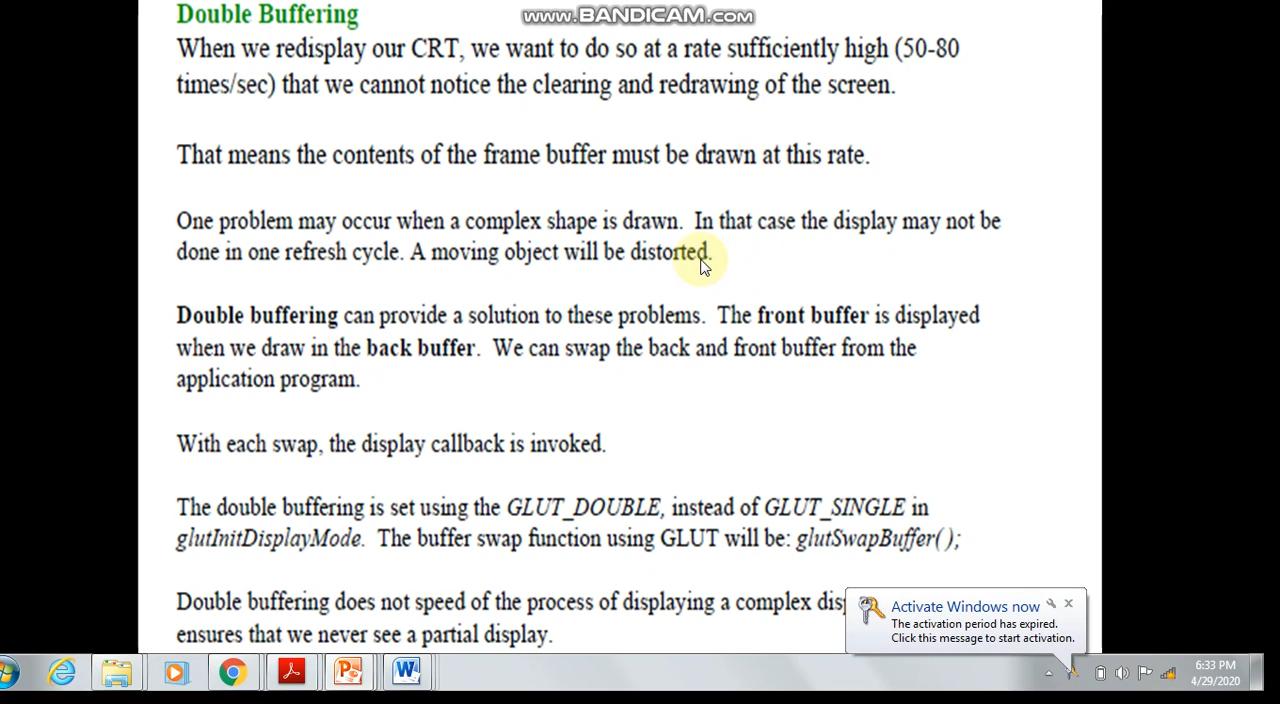 www.BANDICAM.com
Double Buffering
When we redisplay our CRT, we want to do so at a rate sufficiently high (50-80
times/sec) that we cannot notice the clearing and redrawing of the screen.
That means the contents of the frame buffer must be drawn at this rate.
One problem may occur when a complex shape is drawn. In that case the display may not be
done in one refresh cycle. A moving object will be distorted.
Double buffering can provide a solution to these problems. The front buffer is displayed
when we draw in the back buffer. We can swap the back and front buffer from the
application program.
With each swap, the display callback is invoked.
The double buffering is set using the GLUT_DOUBLE, instead of GLUT_SINGLE in
glutInitDisplayMode. The buffer swap function using GLUT will be: glutSwapBuffer( );
Double buffering does not speed of the process of displaying a complex
ensures that we never see a partial display.
Activate Windows now
The activation period has expired.
Click this message to start activation.
6:33 PM
4/29/2020